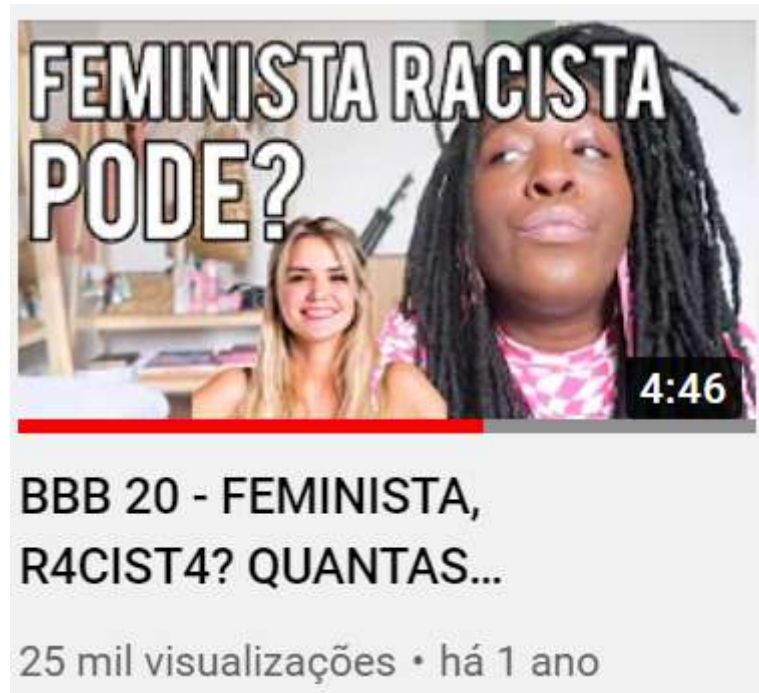 FEMINISTA RACISTA
PODE?
4:46
BBB 20 - FEMINISTA,
R4CIST4? QUANTAS...
25 mil visualizações • há 1 ano